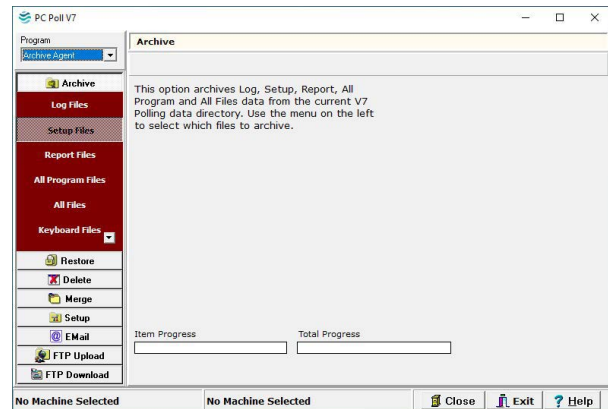 PC Poll V7
Program
Archive Agent
Archive
Archive
Log Files
Setup Files
Report Files
All Program Files
All Files
Keyboard Files
Restore
Delete
Merge
Setup
EMail
FTP Upload
FTP Download
This option archives Log, Setup, Report, All
Program and All Files data from the current V7
Polling data directory. Use the menu on the left
to select which files to archive.
Item Progress
Total Progress
No Machine Selected
No Machine Selected
Close
Exit
? Help